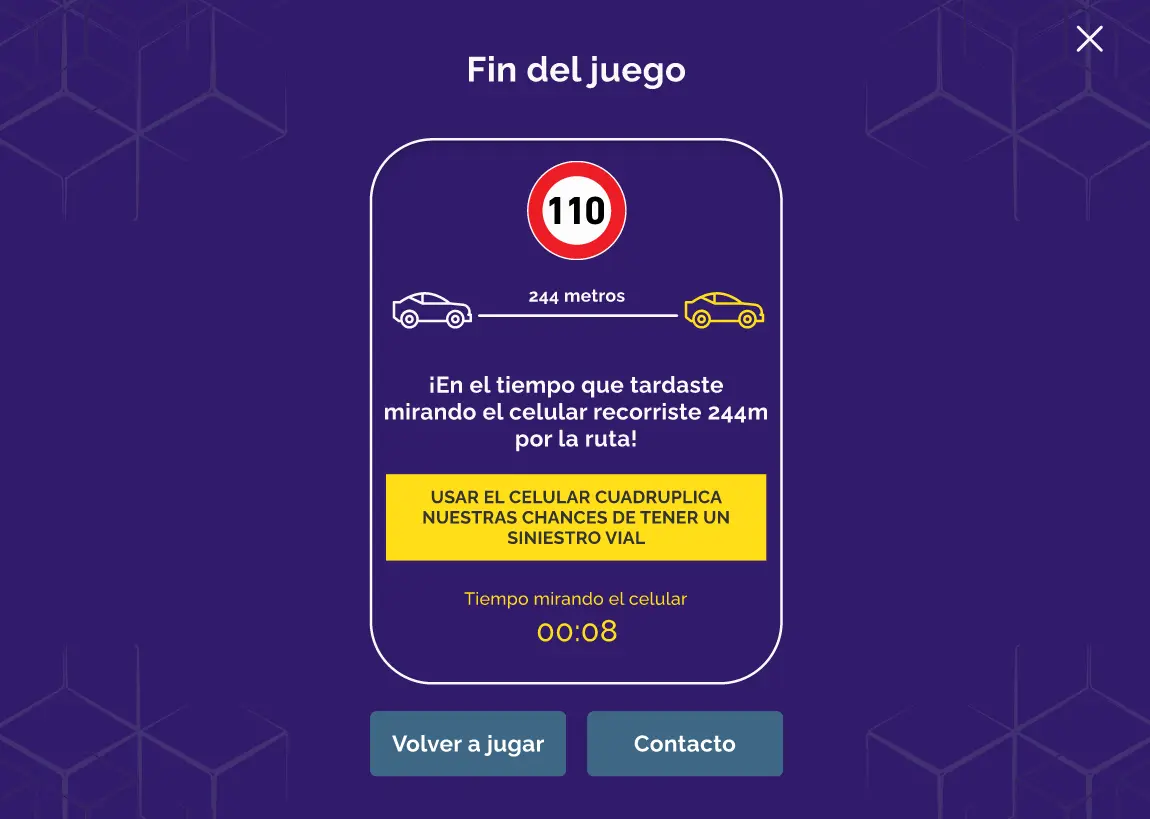 Fin del juego
110
244 metros
¡En el tiempo que tardaste
mirando el celular recorriste 244m
por la ruta!
USAR EL CELULAR CUADRUPLICA
NUESTRAS CHANCES DE TENER UN
SINIESTRO VIAL
Tiempo mirando el celular
00:08
Volver a jugar
Contacto